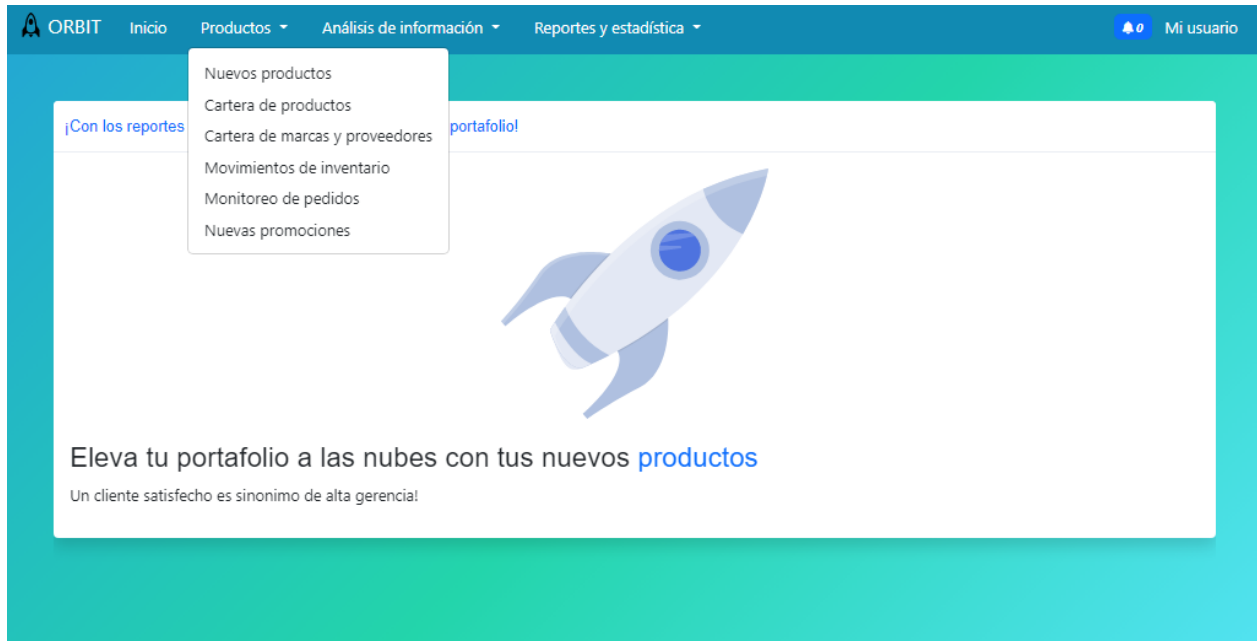 ORBIT Inicio Productos Análisis de información Reportes y estadística 0 Mi usuario
Nuevos productos
Cartera de productos
Cartera de marcas y proveedores
Movimientos de inventario
Monitoreo de pedidos
Nuevas promociones
¡Con los reportes portafolio!
Eleva tu portafolio a las nubes con tus nuevos productos
Un cliente satisfecho es sinonimo de alta gerencia!